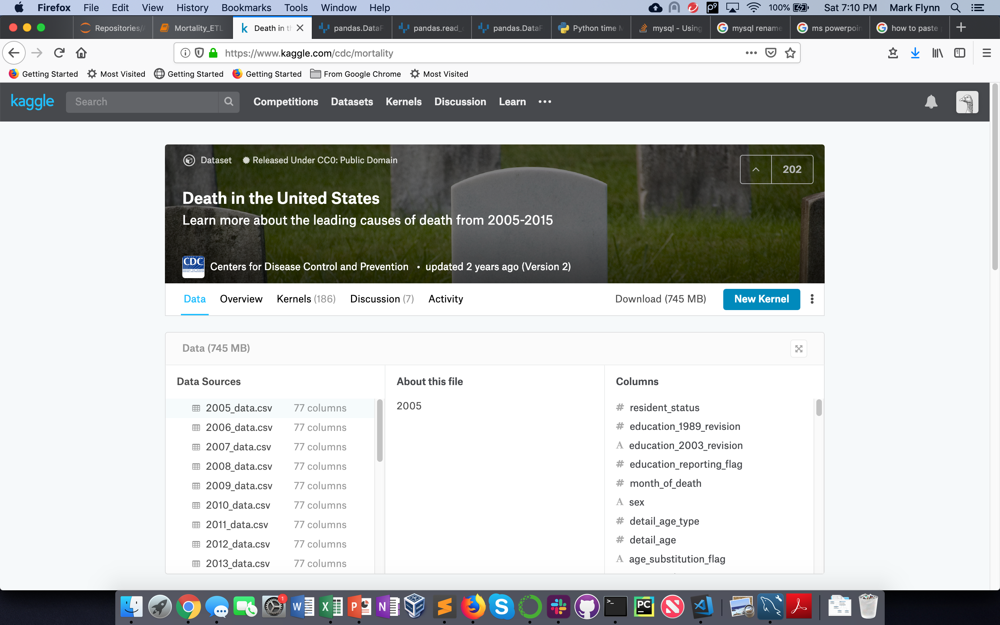 Firefox File Edit View History Bookmarks Tools Window Help 100% Sat 7:10 PM Mark Flynn
Repositories/ Mortality_ETL Death in th pandas.DataF pandas.read_c pandas.DataF Python time M mysql - Using mysql rename ms powerpoin how to paste
https://www.kaggle.com/cdc/mortality
Getting Started Most Visited Getting Started Getting Started From Google Chrome Most Visited
kaggle Search Competitions Datasets Kernels Discussion Learn
Dataset Released Under CC0: Public Domain
202
Death in the United States
Learn more about the leading causes of death from 2005-2015
CDC Centers for Disease Control and Prevention • updated 2 years ago (Version 2)
Data Overview Kernels (186) Discussion (7) Activity Download (745 MB) New Kernel
Data (745 MB)
Data Sources About this file Columns
2005_data.csv 77 columns
2006_data.csv 77 columns
2007_data.csv 77 columns
2008_data.csv 77 columns
2009_data.csv 77 columns
2010_data.csv 77 columns
2011_data.csv 77 columns
2012_data.csv 77 columns
2013_data.csv 77 columns
2005
# resident_status
# education_1989_revision
A education_2003_revision
# education_reporting_flag
# month_of_death
A sex
# detail_age_type
# detail_age
A age_substitution_flag